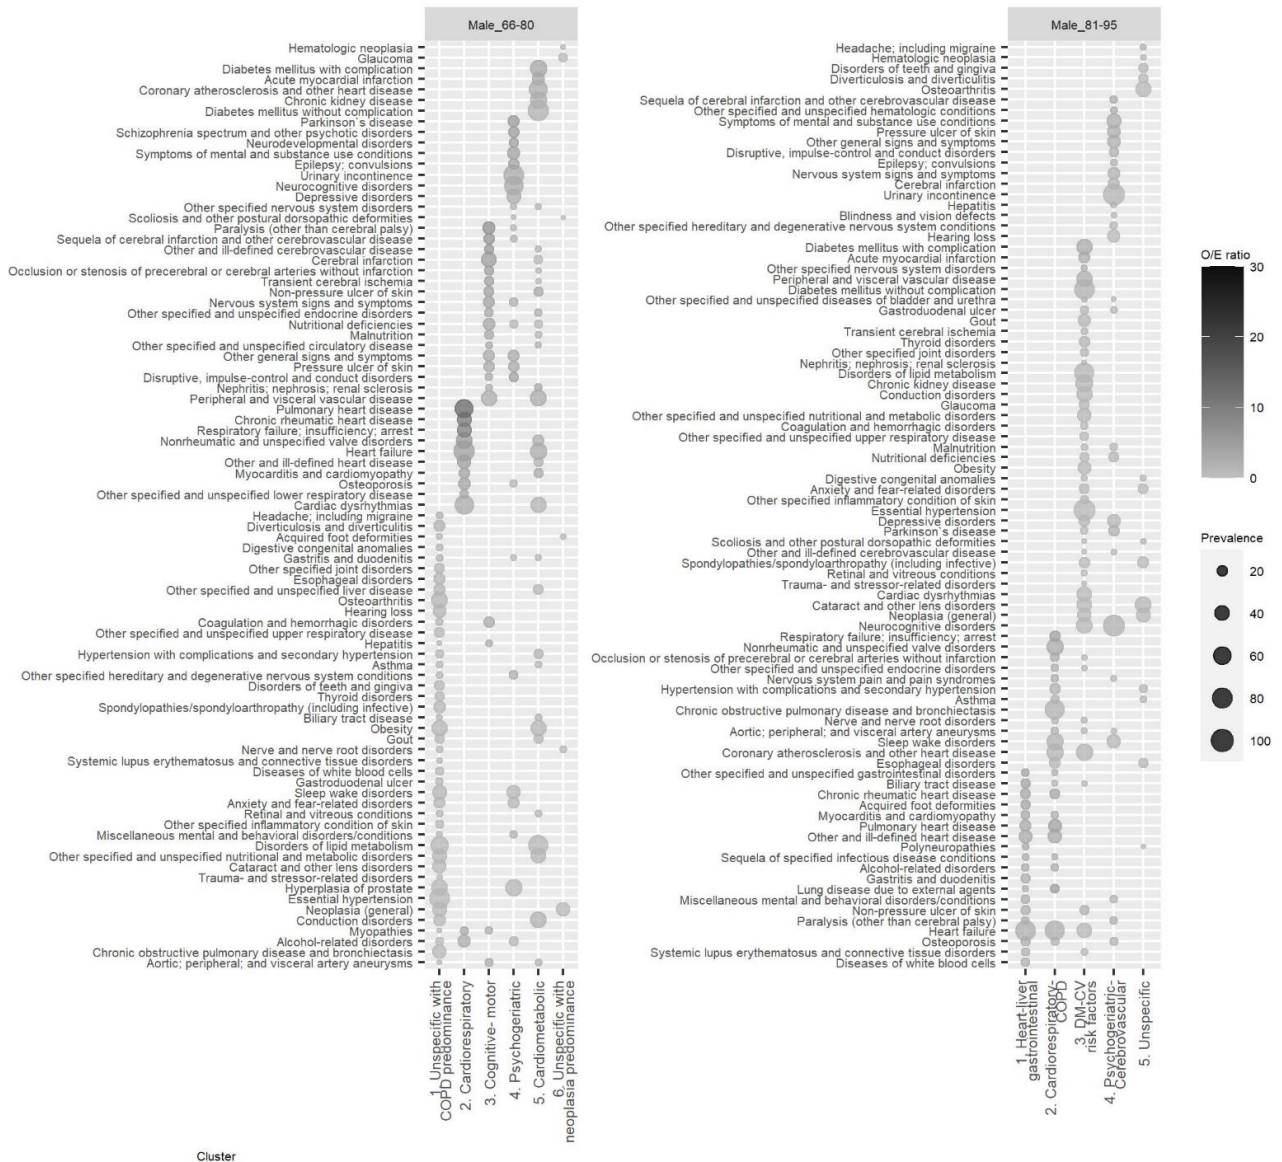 Male_66-80
Hematologic neoplasia
Glaucoma
Diabetes mellitus with complication
Acute myocardial infarction
Coronary atherosclerosis and other heart disease
Chronic kidney disease
Diabetes mellitus without complication
Parkinson`s disease
Schizophrenia spectrum and other psychotic disorders
Neurodevelopmental disorders
Symptoms of mental and substance use conditions
Epilepsy; convulsions
Urinary incontinence
Neurocognitive disorders
Depressive disorders
Other specified nervous system disorders
Scoliosis and other postural dorsopathic deformities
Paralysis (other than cerebral palsy)
Sequela of cerebral infarction and other cerebrovascular disease
Other and ill-defined cerebrovascular disease
Cerebral infarction
Occlusion or stenosis of precerebral or cerebral arteries without infarction
Transient cerebral ischemia
Non-pressure ulcer of skin
Nervous system signs and symptoms
Other specified and unspecified endocrine disorders
Nutritional deficiencies
Malnutrition
Other specified and unspecified circulatory disease
Other general signs and symptoms
Pressure ulcer of skin
Disruptive, impulse-control and conduct disorders
Nephritis; nephrosis; renal sclerosis
Peripheral and visceral vascular disease
Pulmonary heart disease
Chronic rheumatic heart disease
Respiratory failure; insufficiency; arrest
Nonrheumatic and unspecified valve disorders
Heart failure
Other and ill-defined heart disease
Myocarditis and cardiomyopathy
Osteoporosis
Other specified and unspecified lower respiratory disease
Cardiac dysrhythmias
Headache; including migraine
Diverticulosis and diverticulitis
Acquired foot deformities
Digestive congenital anomalies
Gastritis and duodenitis
Other specified joint disorders
Esophageal disorders
Other specified and unspecified liver disease
Osteoarthritis
Hearing loss
Coagulation and hemorrhagic disorders
Other specified and unspecified upper respiratory disease
Hepatitis
Hypertension with complications and secondary hypertension
Asthma
Other specified hereditary and degenerative nervous system conditions
Disorders of teeth and gingiva
Thyroid disorders
Spondylopathies/spondyloarthropathy (including infective)
Biliary tract disease
Obesity
Gout
Nerve and nerve root disorders
Systemic lupus erythematosus and connective tissue disorders
Diseases of white blood cells
Gastroduodenal ulcer
Sleep wake disorders
Anxiety and fear-related disorders
Retinal and vitreous conditions
Other specified inflammatory condition of skin
Miscellaneous mental and behavioral disorders/conditions
Disorders of lipid metabolism
Other specified and unspecified nutritional and metabolic disorders
Cataract and other lens disorders
Trauma- and stressor-related disorders
Hyperplasia of prostate
Essential hypertension
Neoplasia (general)
Conduction disorders
Myopathies
Alcohol-related disorders
Chronic obstructive pulmonary disease and bronchiectasis
Aortic; peripheral; and visceral artery aneurysms
1. Unspecific with
COPD predominance
2. Cardiorespiratory
3. Cognitive- motor
4. Psychogeriatric
5. Cardiometabolic
6. Unspecific with
neoplasia predominance
Cluster
Male_81-95
Headache; including migraine
Hematologic neoplasia
Disorders of teeth and gingiva
Diverticulosis and diverticulitis
Osteoarthritis
Sequela of cerebral infarction and other cerebrovascular disease
Other specified and unspecified hematologic conditions
Symptoms of mental and substance use conditions
Pressure ulcer of skin
Other general signs and symptoms
Disruptive, impulse-control and conduct disorders
Epilepsy; convulsions
Nervous system signs and symptoms
Cerebral infarction
Urinary incontinence
Hepatitis
Blindness and vision defects
Other specified hereditary and degenerative nervous system conditions
Hearing loss
Diabetes mellitus with complication
Acute myocardial infarction
Other specified nervous system disorders
Peripheral and visceral vascular disease
Diabetes mellitus without complication
Other specified and unspecified diseases of bladder and urethra
Gastroduodenal ulcer
Gout
Transient cerebral ischemia
Thyroid disorders
Other specified joint disorders
Nephritis; nephrosis; renal sclerosis
Disorders of lipid metabolism
Chronic kidney disease
Conduction disorders
Glaucoma
Other specified and unspecified nutritional and metabolic disorders
Coagulation and hemorrhagic disorders
Other specified and unspecified upper respiratory disease
Malnutrition
Nutritional deficiencies
Obesity
Digestive congenital anomalies
Anxiety and fear-related disorders
Other specified inflammatory condition of skin
Essential hypertension
Depressive disorders
Parkinson`s disease
Scoliosis and other postural dorsopathic deformities
Other and ill-defined cerebrovascular disease
Spondylopathies/spondyloarthropathy (including infective)
Retinal and vitreous conditions
Trauma- and stressor-related disorders
Cardiac dysrhythmias
Cataract and other lens disorders
Neoplasia (general)
Neurocognitive disorders
Respiratory failure; insufficiency; arrest
Nonrheumatic and unspecified valve disorders
Occlusion or stenosis of precerebral or cerebral arteries without infarction
Other specified and unspecified endocrine disorders
Nervous system pain and pain syndromes
Hypertension with complications and secondary hypertension
Asthma
Chronic obstructive pulmonary disease and bronchiectasis
Nerve and nerve root disorders
Aortic; peripheral; and visceral artery aneurysms
Sleep wake disorders
Coronary atherosclerosis and other heart disease
Esophageal disorders
Other specified and unspecified gastrointestinal disorders
Biliary tract disease
Chronic rheumatic heart disease
Acquired foot deformities
Myocarditis and cardiomyopathy
Pulmonary heart disease
Other and ill-defined heart disease
Polyneuropathies
Sequela of specified infectious disease conditions
Alcohol-related disorders
Gastritis and duodenitis
Lung disease due to external agents
Miscellaneous mental and behavioral disorders/conditions
Non-pressure ulcer of skin
Paralysis (other than cerebral palsy)
Heart failure
Osteoporosis
Systemic lupus erythematosus and connective tissue disorders
Diseases of white blood cells
1. Heart-liver
gastrointestinal
2. Cardiorespiratory-
COPD
3. DM-CV
risk factors
4. Psychogeriatric-
Cerebrovascular
5. Unspecific
O/E ratio
30
20
10
0
Prevalence
20
40
60
80
100